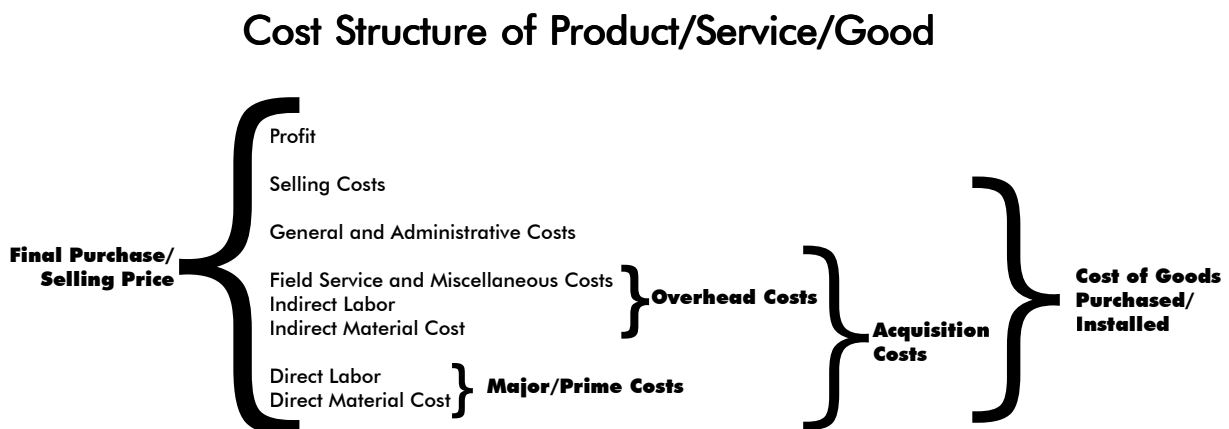 Cost Structure of Product/Service/Good
Profit
Selling Costs
General and Administrative Costs
Final Purchase/
Selling Price
Field Service and Miscellaneous Costs
Indirect Labor
Indirect Material Cost
Overhead Costs
Direct Labor
Direct Material Cost
Major/Prime Costs
Acquisition
Costs
Cost of Goods
Purchased/
Installed